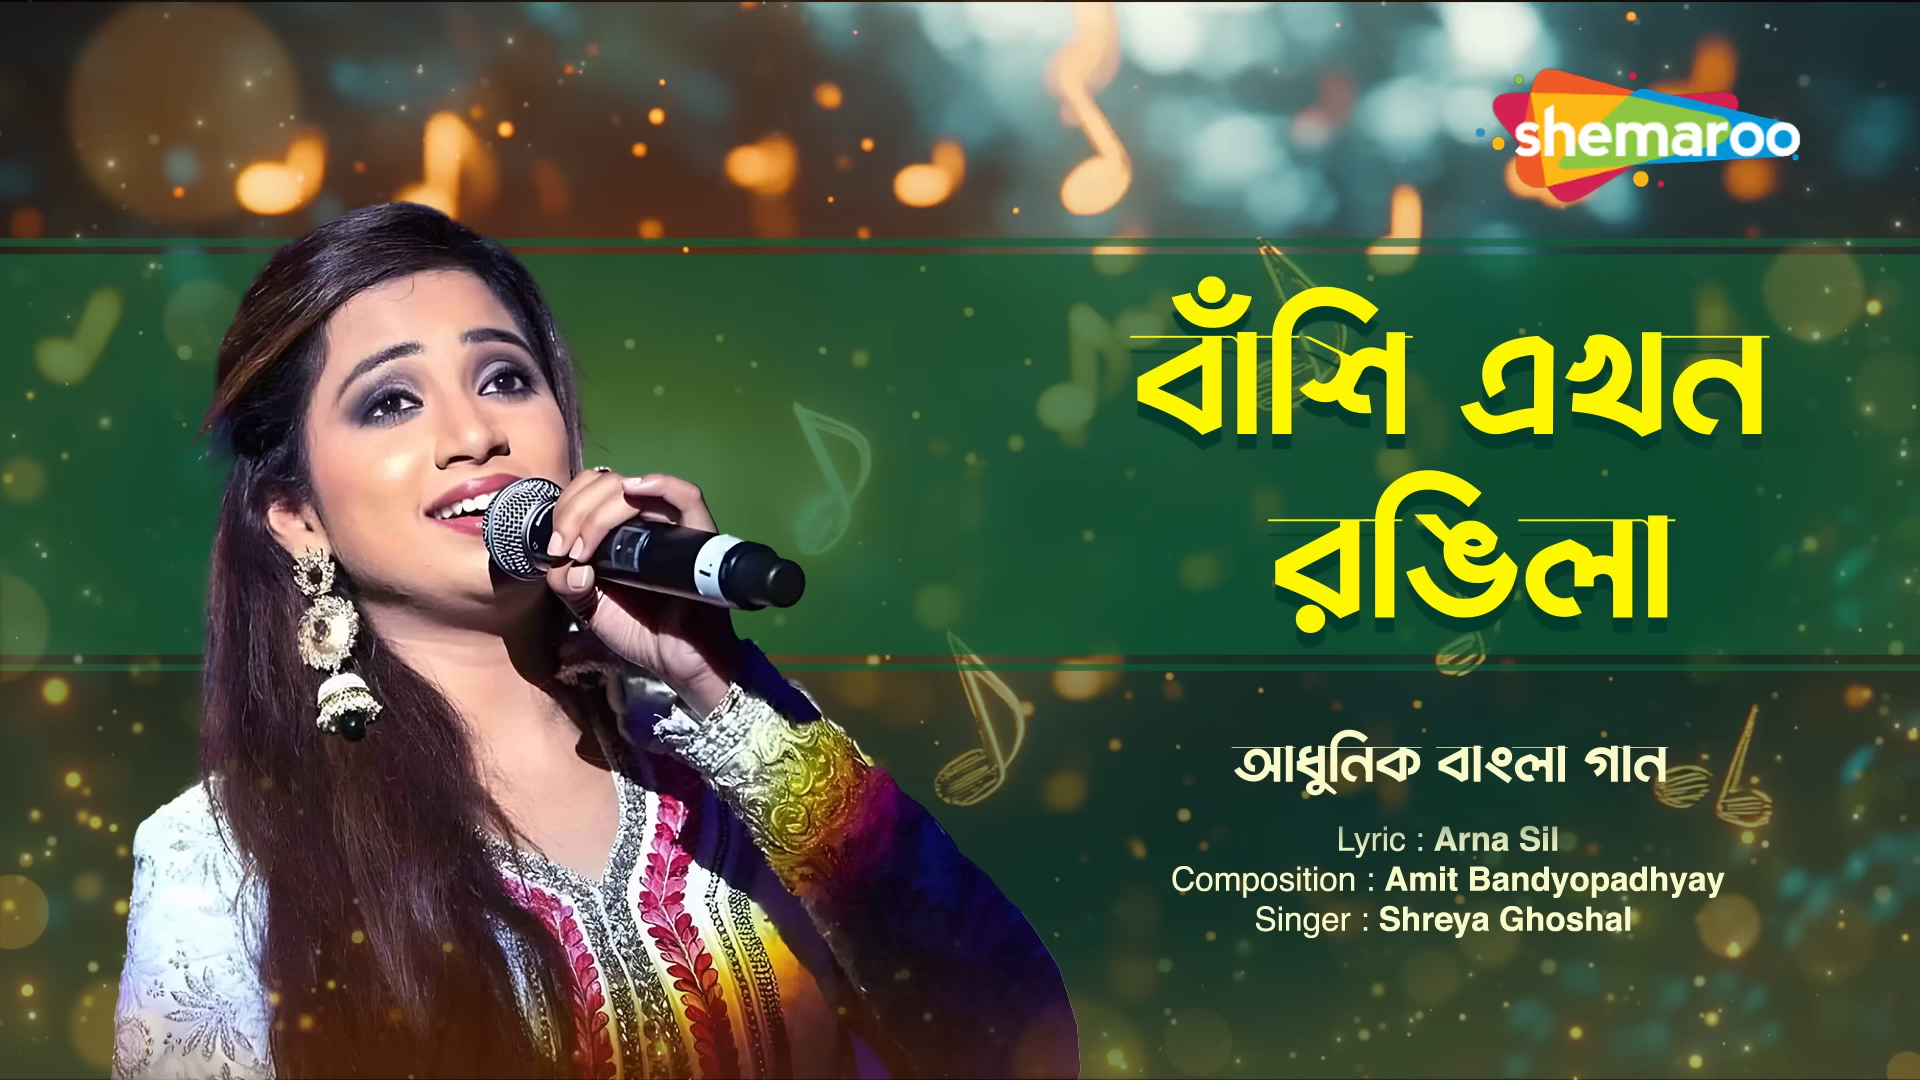 shemaroo
বাঁশি এখন
রঙিলা
আধুনিক বাংলা গান
Lyric : Arna Sil
Composition : Amit Bandyopadhyay
Singer : Shreya Ghoshal